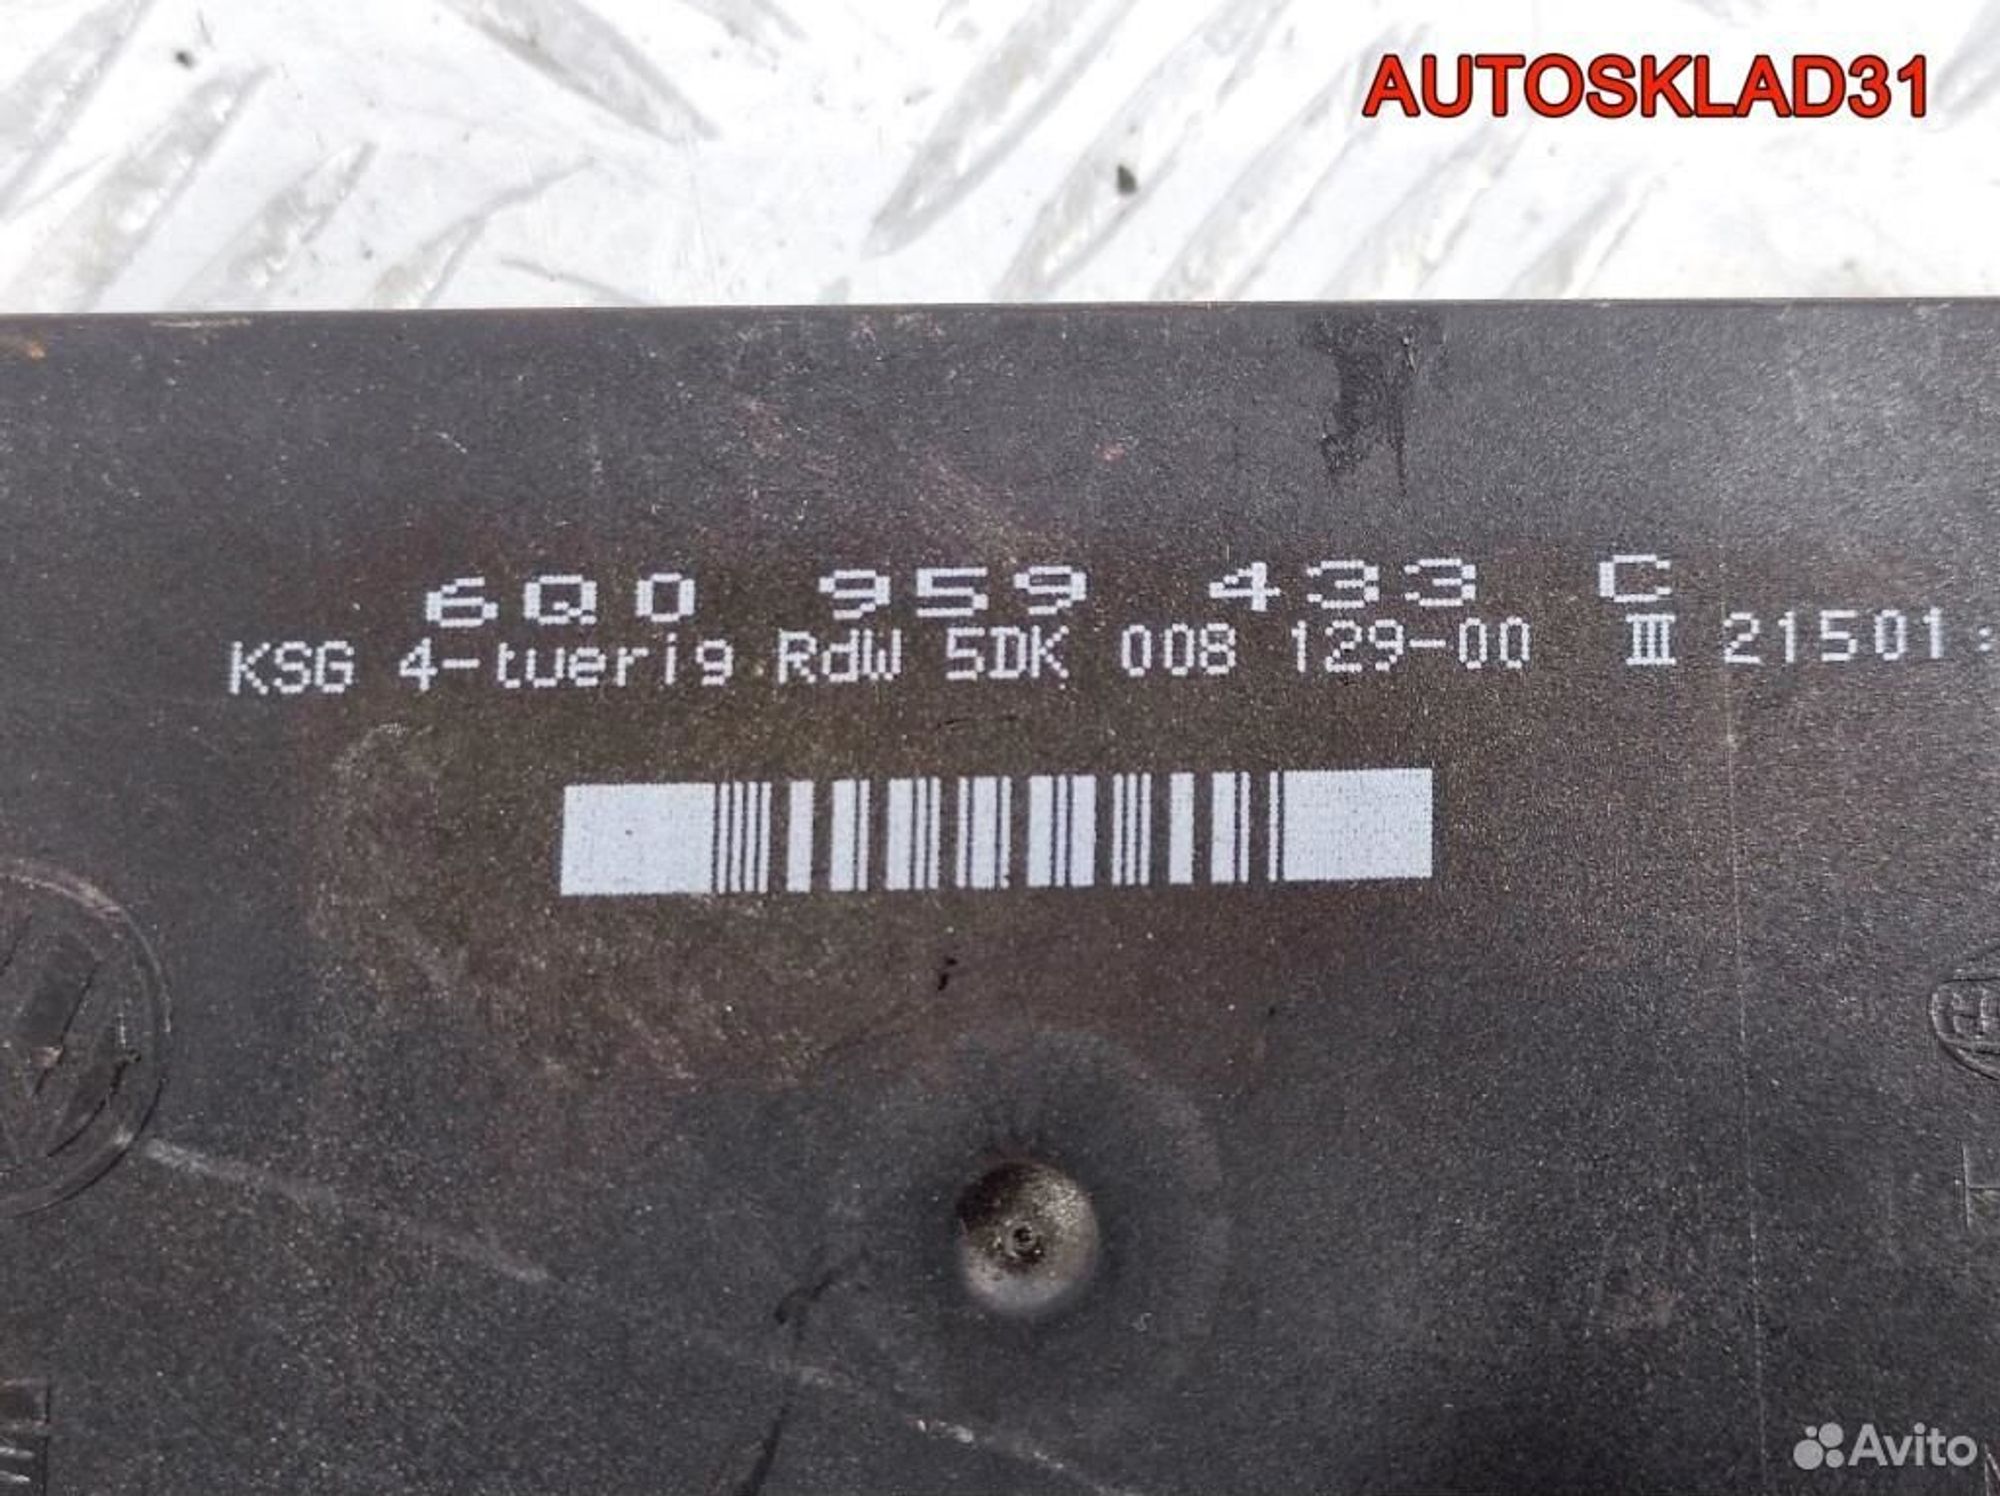 AUTOSKLAD31
6Q0 959 433 C
KSG 4-tuerig RdW 5DK 008 129-00 III 21501:
Avito